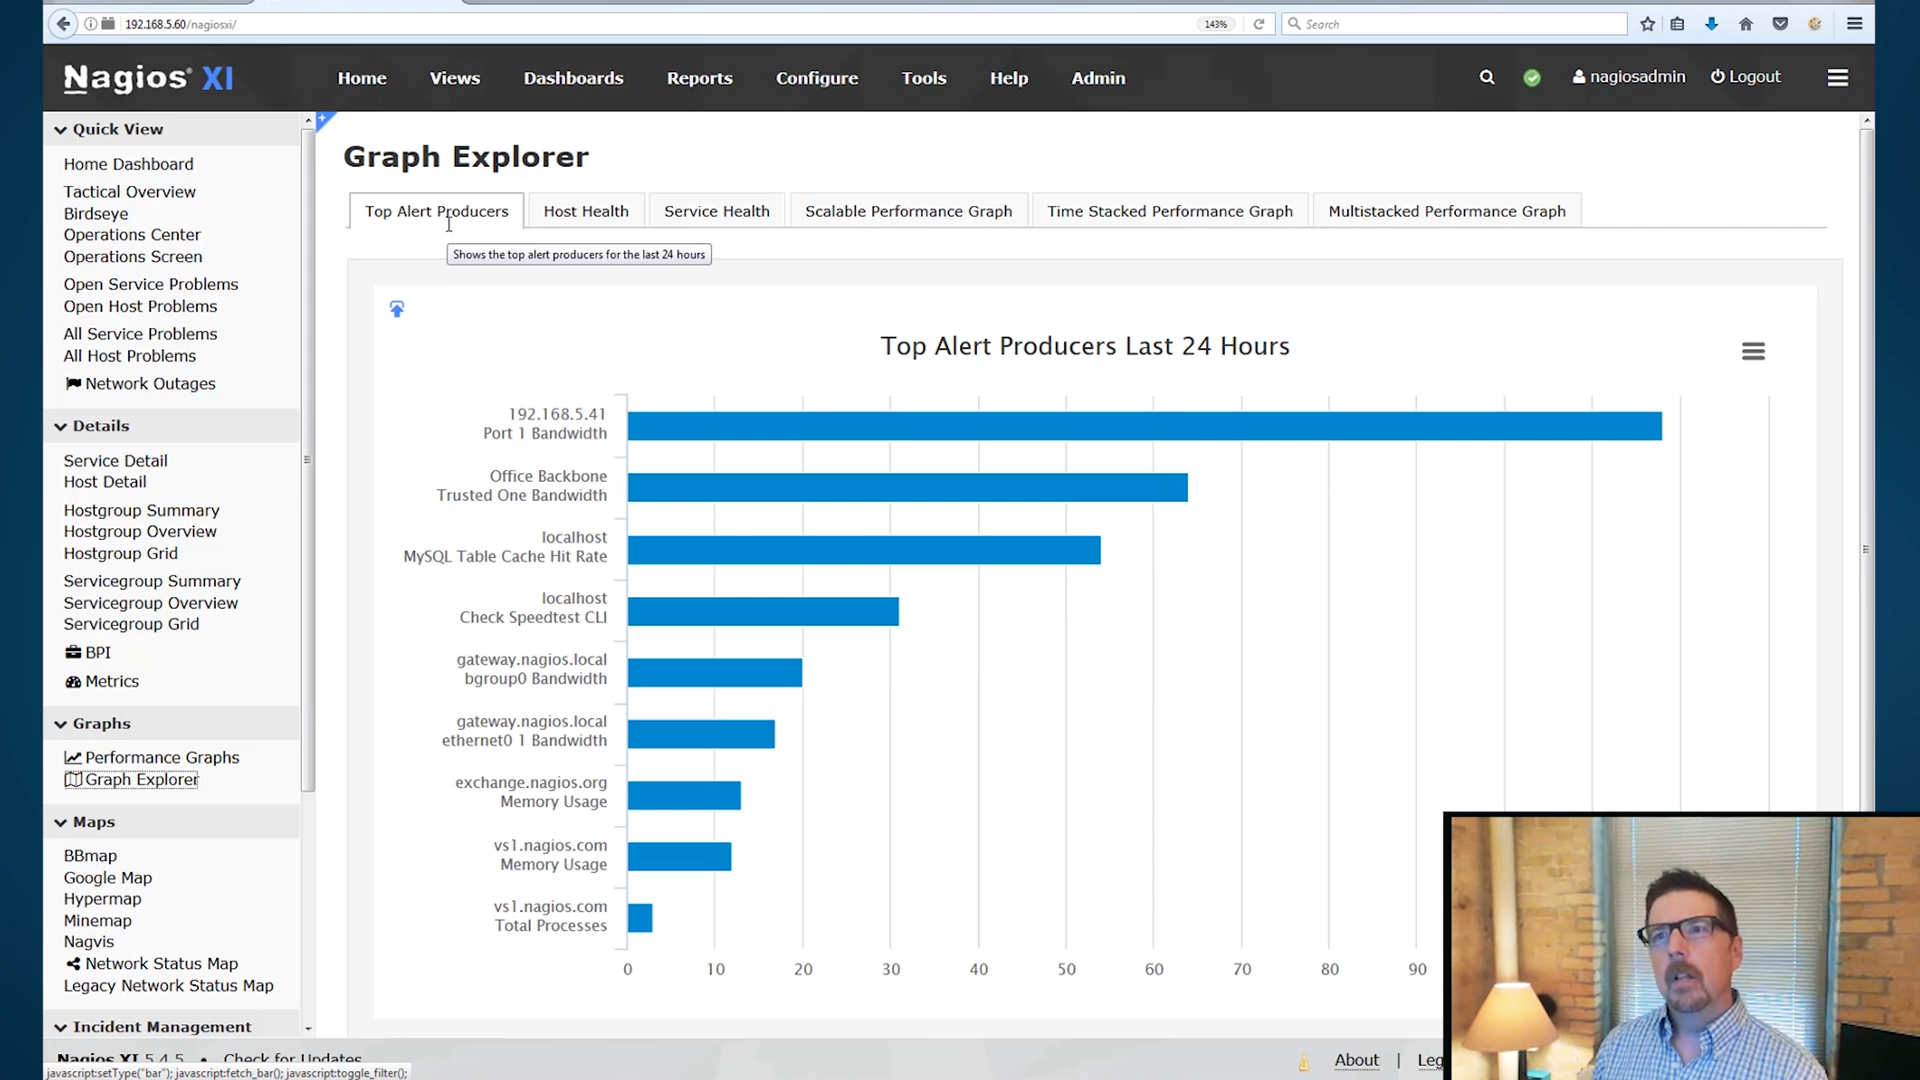 192.168.5.60/nagiosxi/
143%
Search
Nagios® XI
Home
Views
Dashboards
Reports
Configure
Tools
Help
Admin
nagiosadmin
Logout
Quick View
Home Dashboard
Tactical Overview
Birdseye
Operations Center
Operations Screen
Open Service Problems
Open Host Problems
All Service Problems
All Host Problems
Network Outages
Details
Service Detail
Host Detail
Hostgroup Summary
Hostgroup Overview
Hostgroup Grid
Servicegroup Summary
Servicegroup Overview
Servicegroup Grid
BPI
Metrics
Graphs
Performance Graphs
Graph Explorer
Maps
BBmap
Google Map
Hypermap
Minemap
Nagvis
Network Status Map
Legacy Network Status Map
Incident Management
Graph Explorer
Top Alert Producers
Host Health
Service Health
Scalable Performance Graph
Time Stacked Performance Graph
Multistacked Performance Graph
Shows the top alert producers for the last 24 hours
Top Alert Producers Last 24 Hours
192.168.5.41
Port 1 Bandwidth
Office Backbone
Trusted One Bandwidth
localhost
MySQL Table Cache Hit Rate
localhost
Check Speedtest CLI
gateway.nagios.local
bgroup0 Bandwidth
gateway.nagios.local
ethernet0 1 Bandwidth
exchange.nagios.org
Memory Usage
vs1.nagios.com
Memory Usage
vs1.nagios.com
Total Processes
0 10 20 30 40 50 60 70 80 90
Nagios XI 5.4.5 • Check for Updates
About | Leg
javascript:setType("bar"); javascript:fetch_bar(); javascript:toggle_filter();